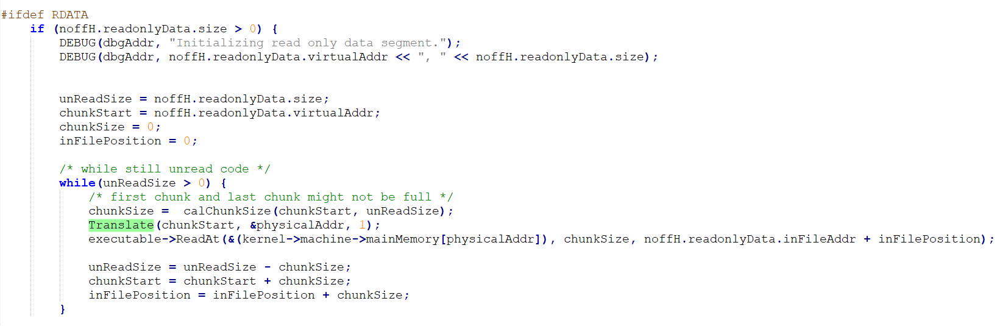 #ifdef RDATA
    if (noffH.readonlyData.size > 0) {
        DEBUG(dbgAddr, "Initializing read only data segment.");
        DEBUG(dbgAddr, noffH.readonlyData.virtualAddr << ", " << noffH.readonlyData.size);
        unReadSize = noffH.readonlyData.size;
        chunkStart = noffH.readonlyData.virtualAddr;
        chunkSize = 0;
        inFilePosition = 0;
        /* while still unread code */
        while(unReadSize > 0) {
            /* first chunk and last chunk might not be full */
            chunkSize =  calChunkSize(chunkStart, unReadSize);
            Translate(chunkStart, &physicalAddr, 1);
            executable->ReadAt(&(kernel->machine->mainMemory[physicalAddr]), chunkSize, noffH.readonlyData.inFileAddr + inFilePosition);
            unReadSize = unReadSize - chunkSize;
            chunkStart = chunkStart + chunkSize;
            inFilePosition = inFilePosition + chunkSize;
        }